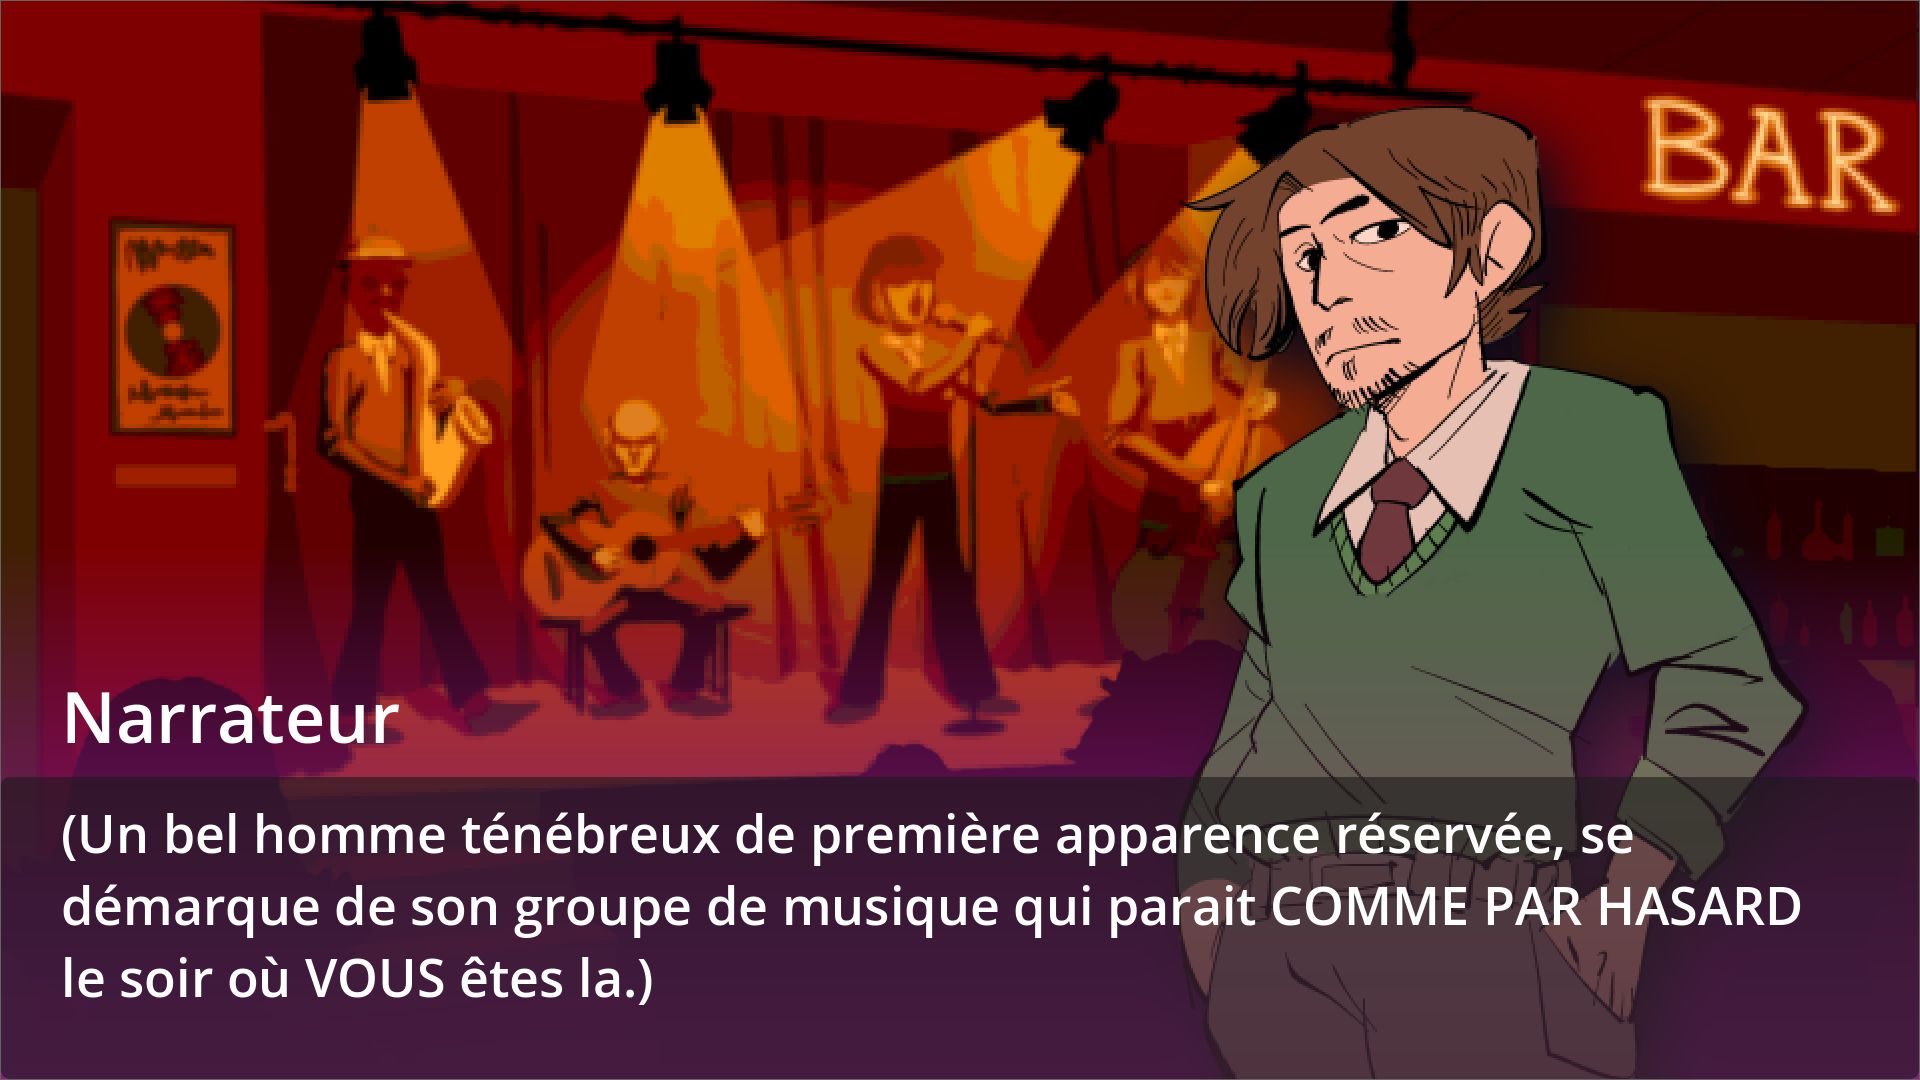 BAR
Narrateur
(Un bel homme ténébreux de première apparence réservée, se
démarque de son groupe de musique qui parait COMME PAR HASARD
le soir où VOUS êtes la.)